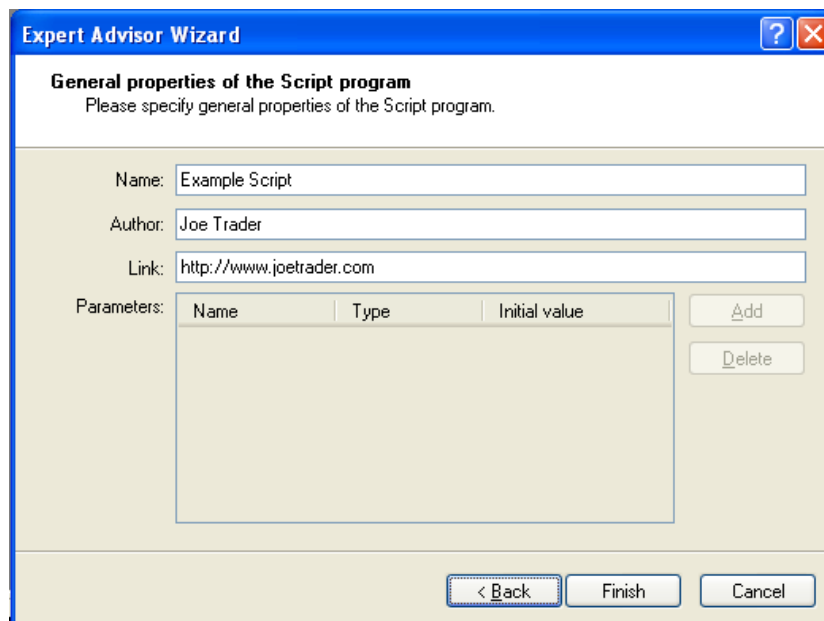 Expert Advisor Wizard
General properties of the Script program
Please specify general properties of the Script program.
Name: Example Script
Author: Joe Trader
Link: http://www.joetrader.com
Parameters: Name Type Initial value Add
Delete
< Back Finish Cancel